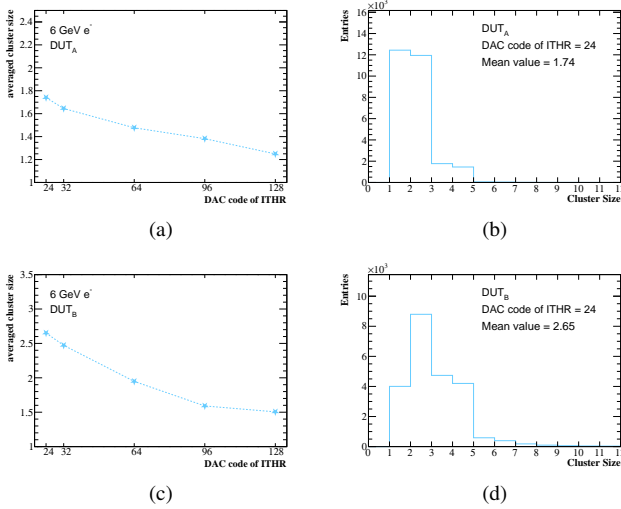 averaged cluster size
2.4
2.2
2
1.8
1.6
1.4
1.2
1
6 GeV e-
DUT_A
24 32 64 96 128
DAC code of ITHR
(a)
×10³
Entries
16
14
12
10
8
6
4
2
0
DUT_A
DAC code of ITHR = 24
Mean value = 1.74
0 1 2 3 4 5 6 7 8 9 10 11 12
Cluster Size
(b)
averaged cluster size
3.5
3
2.5
2
1.5
1
6 GeV e-
DUT_B
24 32 64 96 128
DAC code of ITHR
(c)
×10³
Entries
10
8
6
4
2
0
DUT_B
DAC code of ITHR = 24
Mean value = 2.65
0 1 2 3 4 5 6 7 8 9 10 11 12
Cluster Size
(d)